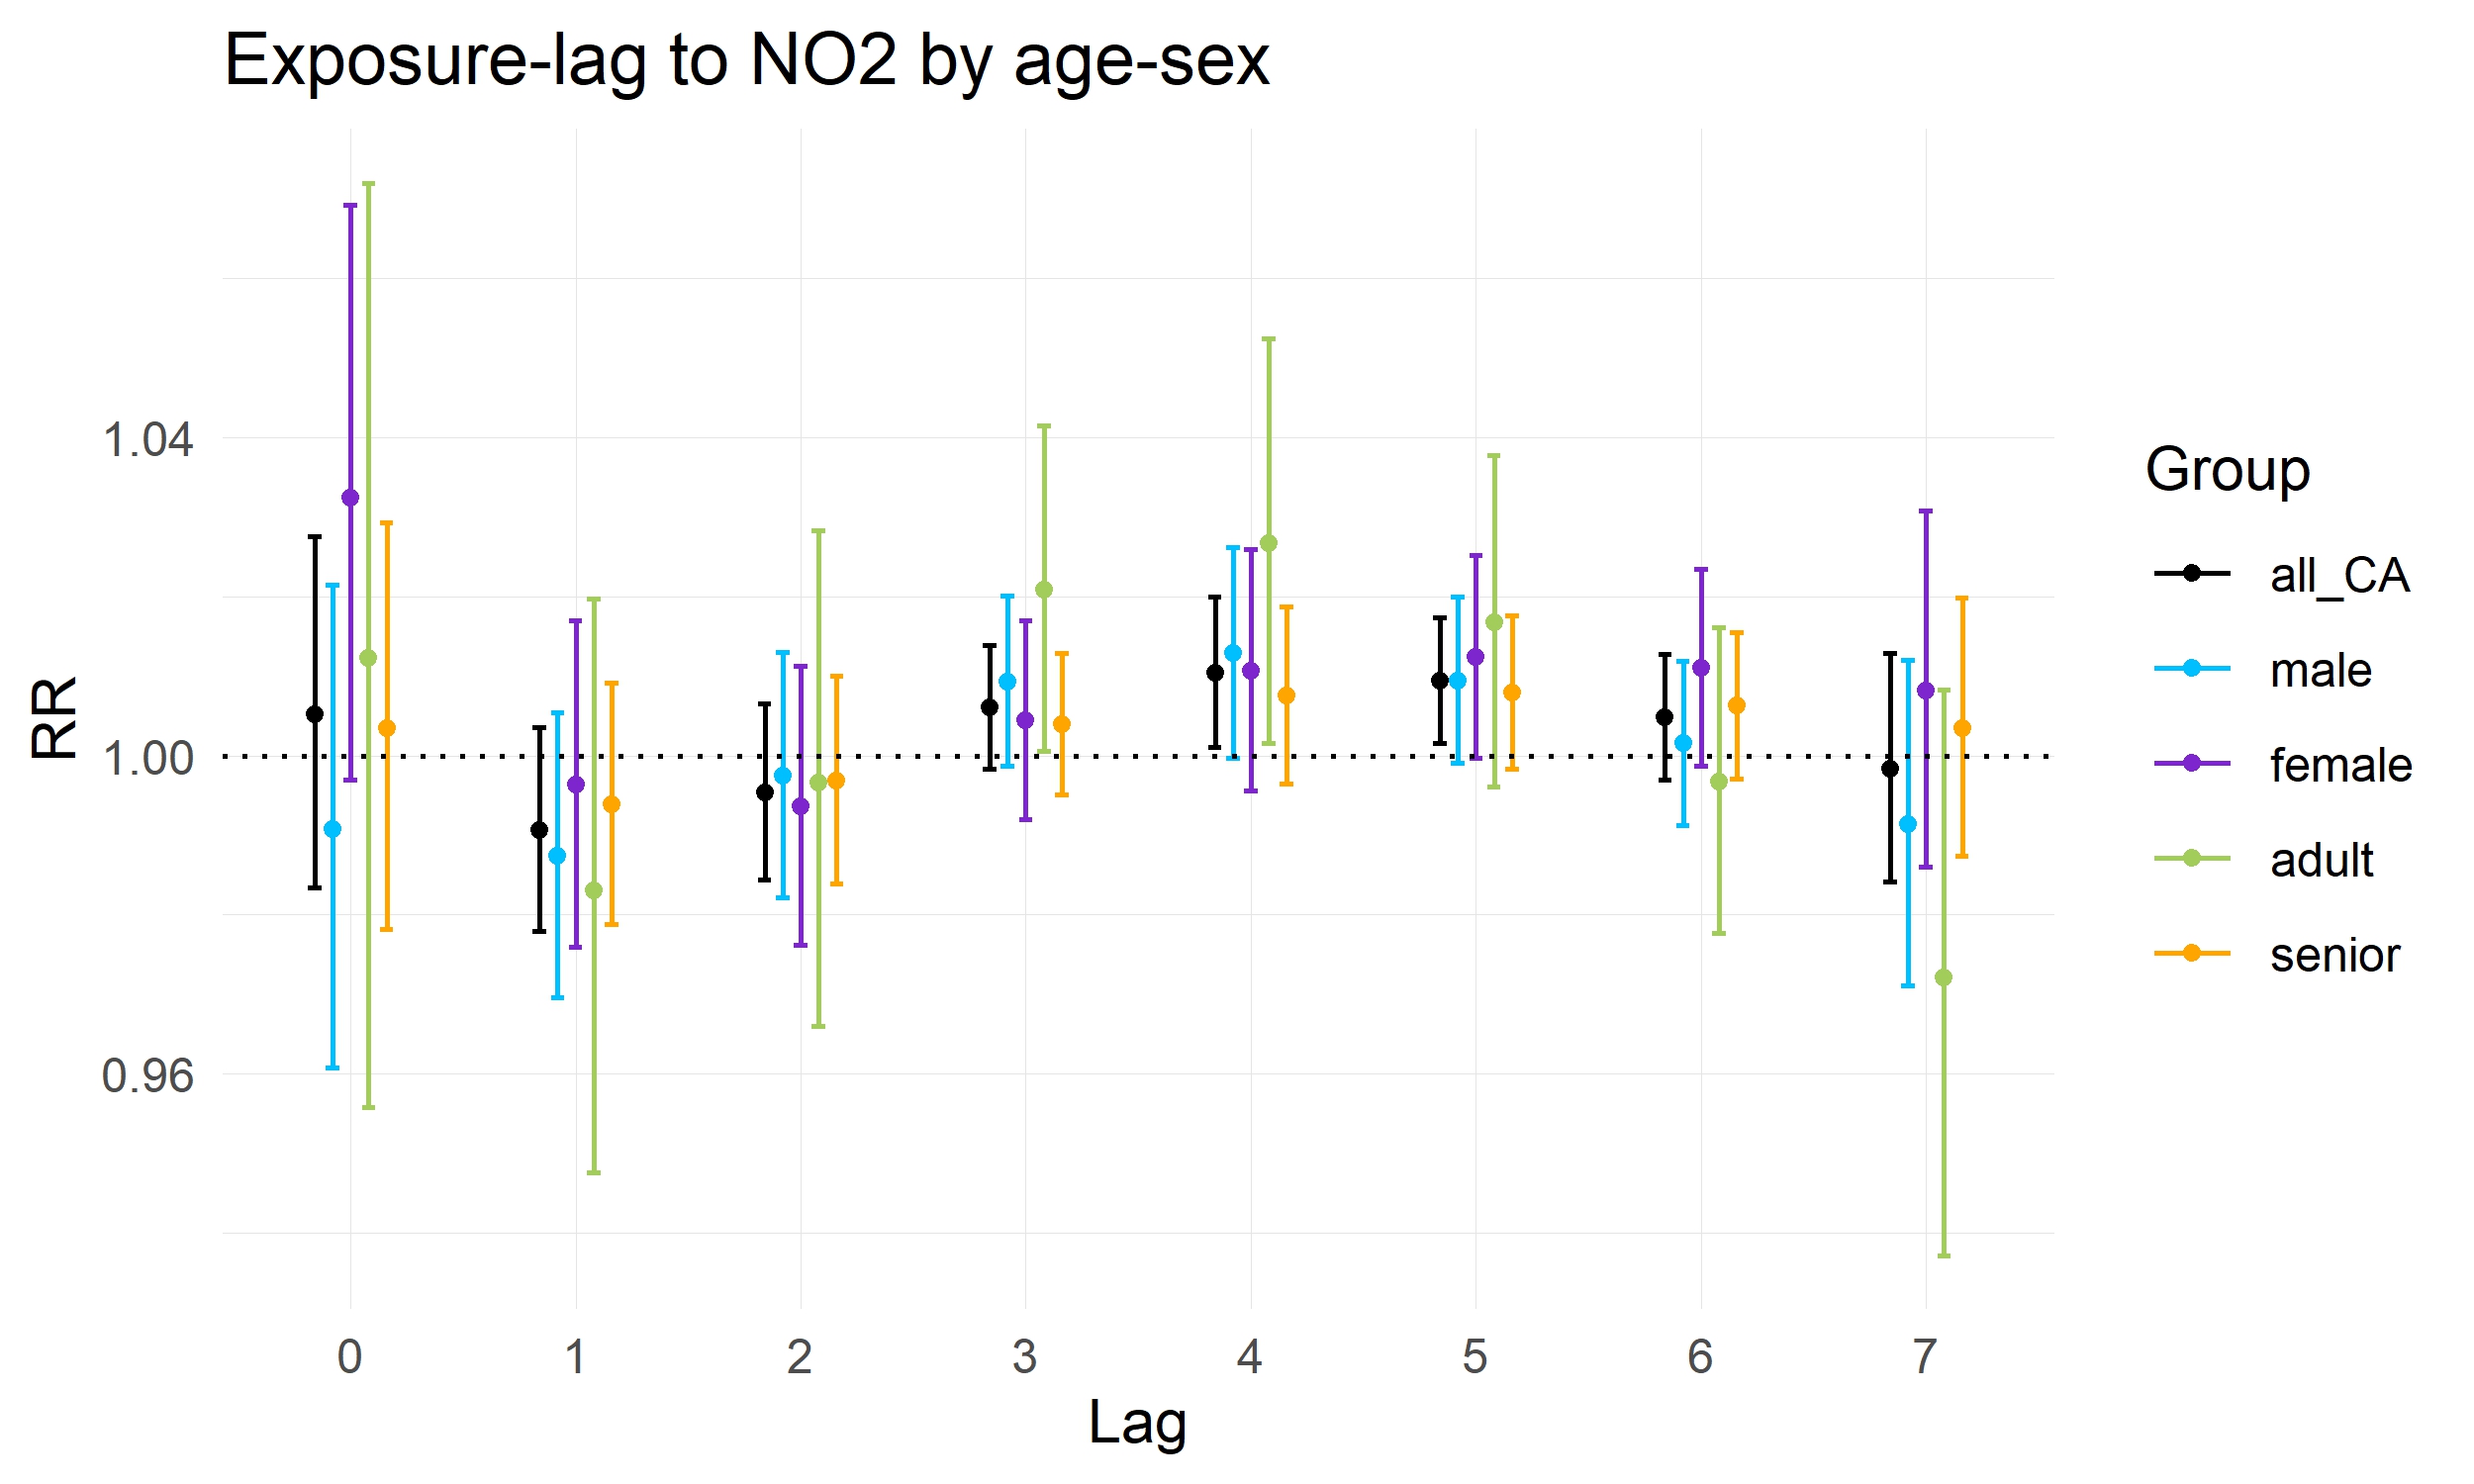 Exposure-lag to NO2 by age-sex
RR
1.04
1.00
0.96
0 1 2 3 4 5 6 7
Lag
Group
all_CA
male
female
adult
senior